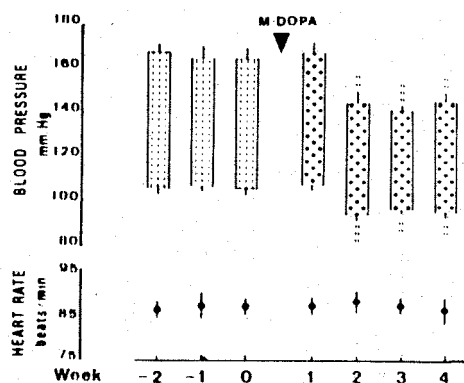 M-DOPA
BLOOD PRESSURE
mm Hg
180
160
140
120
100
80
HEART RATE
beats/min
95
85
75
Week -2 -1 0 1 2 3 4